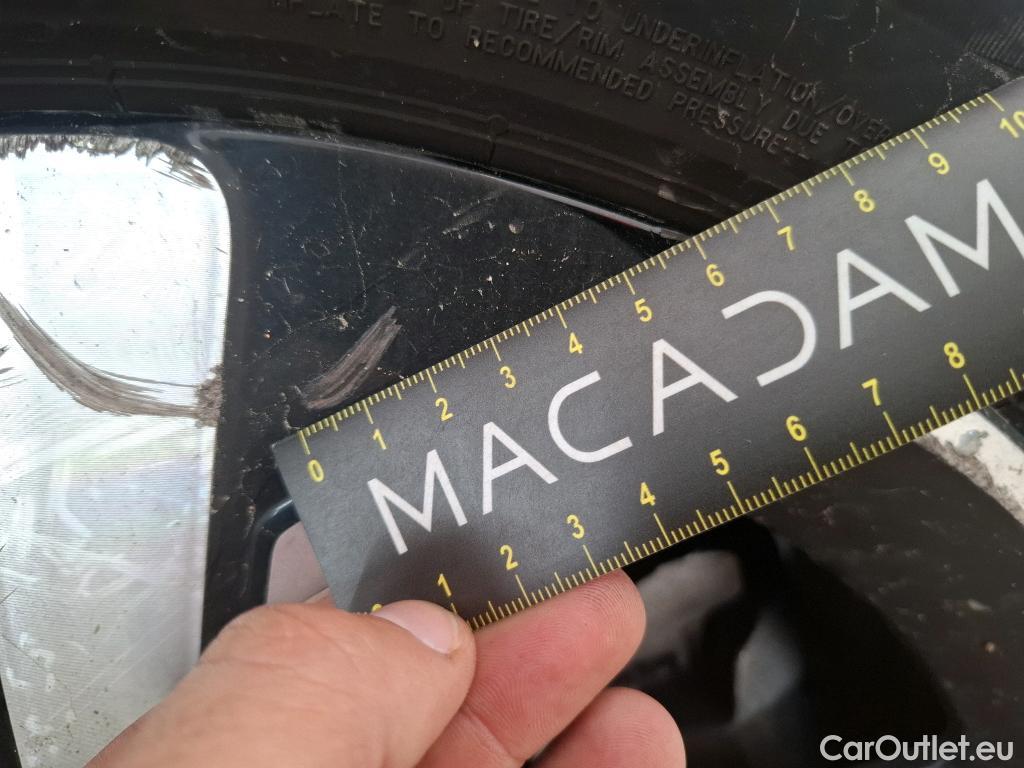 TO UNDERINFLATION/OVER
OF TIRE/RIM ASSEMBLY DUE
TO RECOMMENDED PRESSURE
0 1 2 3 4 5 6 7 8 9 10
MACADAM
1 2 3 4 5 6 7 8
CarOutlet.eu